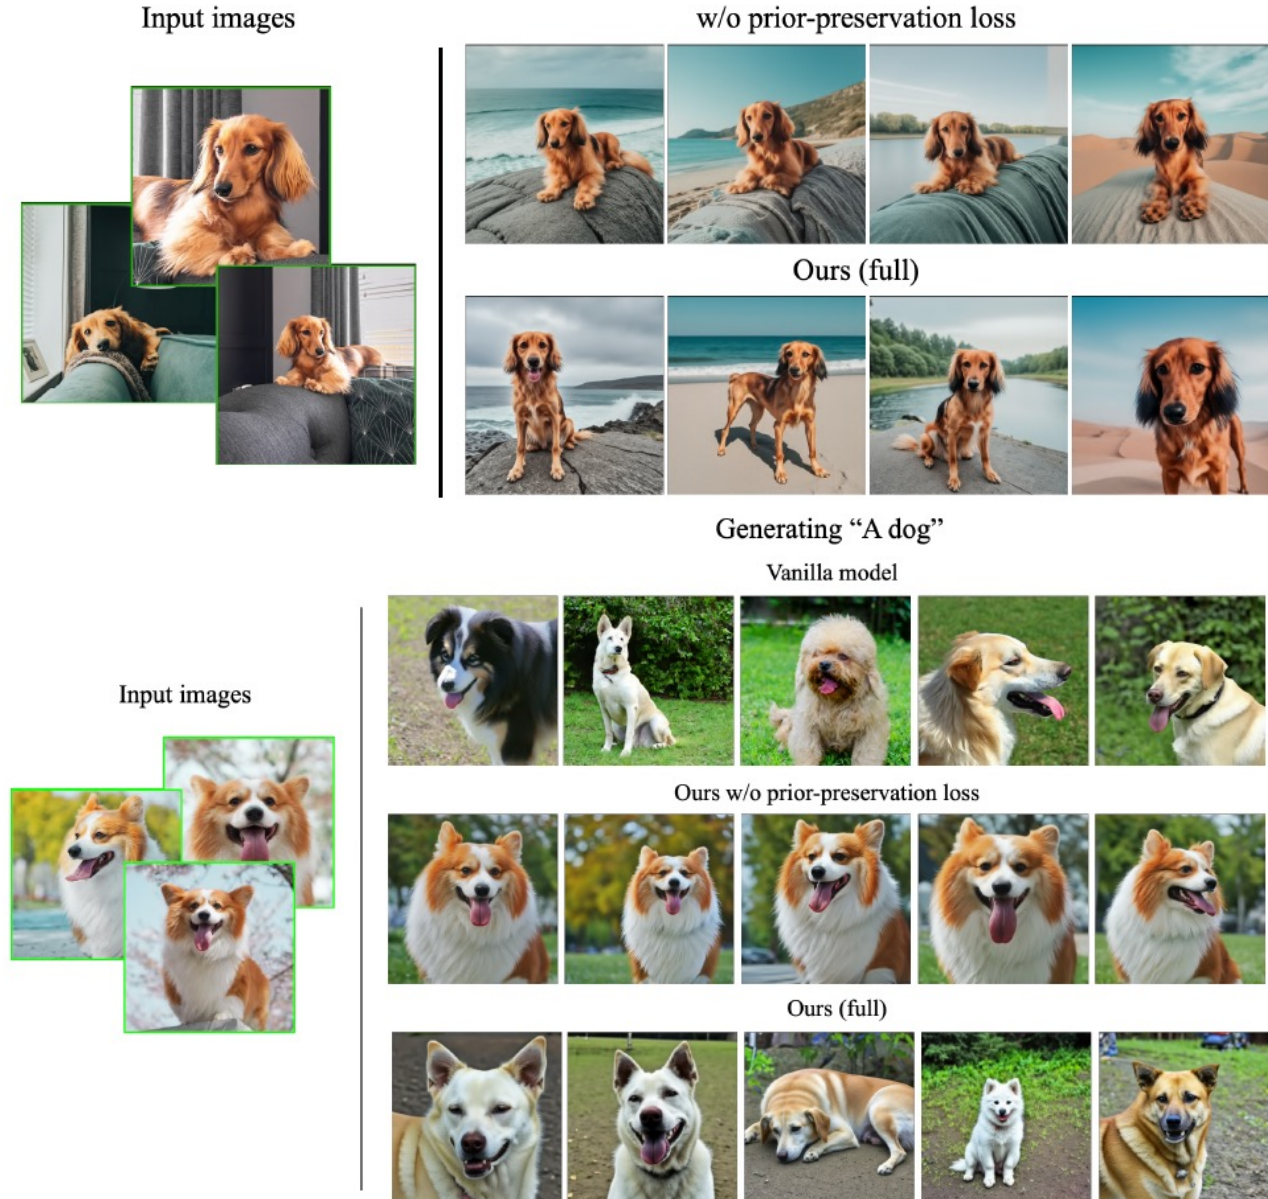 Input images
w/o prior-preservation loss
Ours (full)
Generating “A dog”
Vanilla model
Input images
Ours w/o prior-preservation loss
Ours (full)